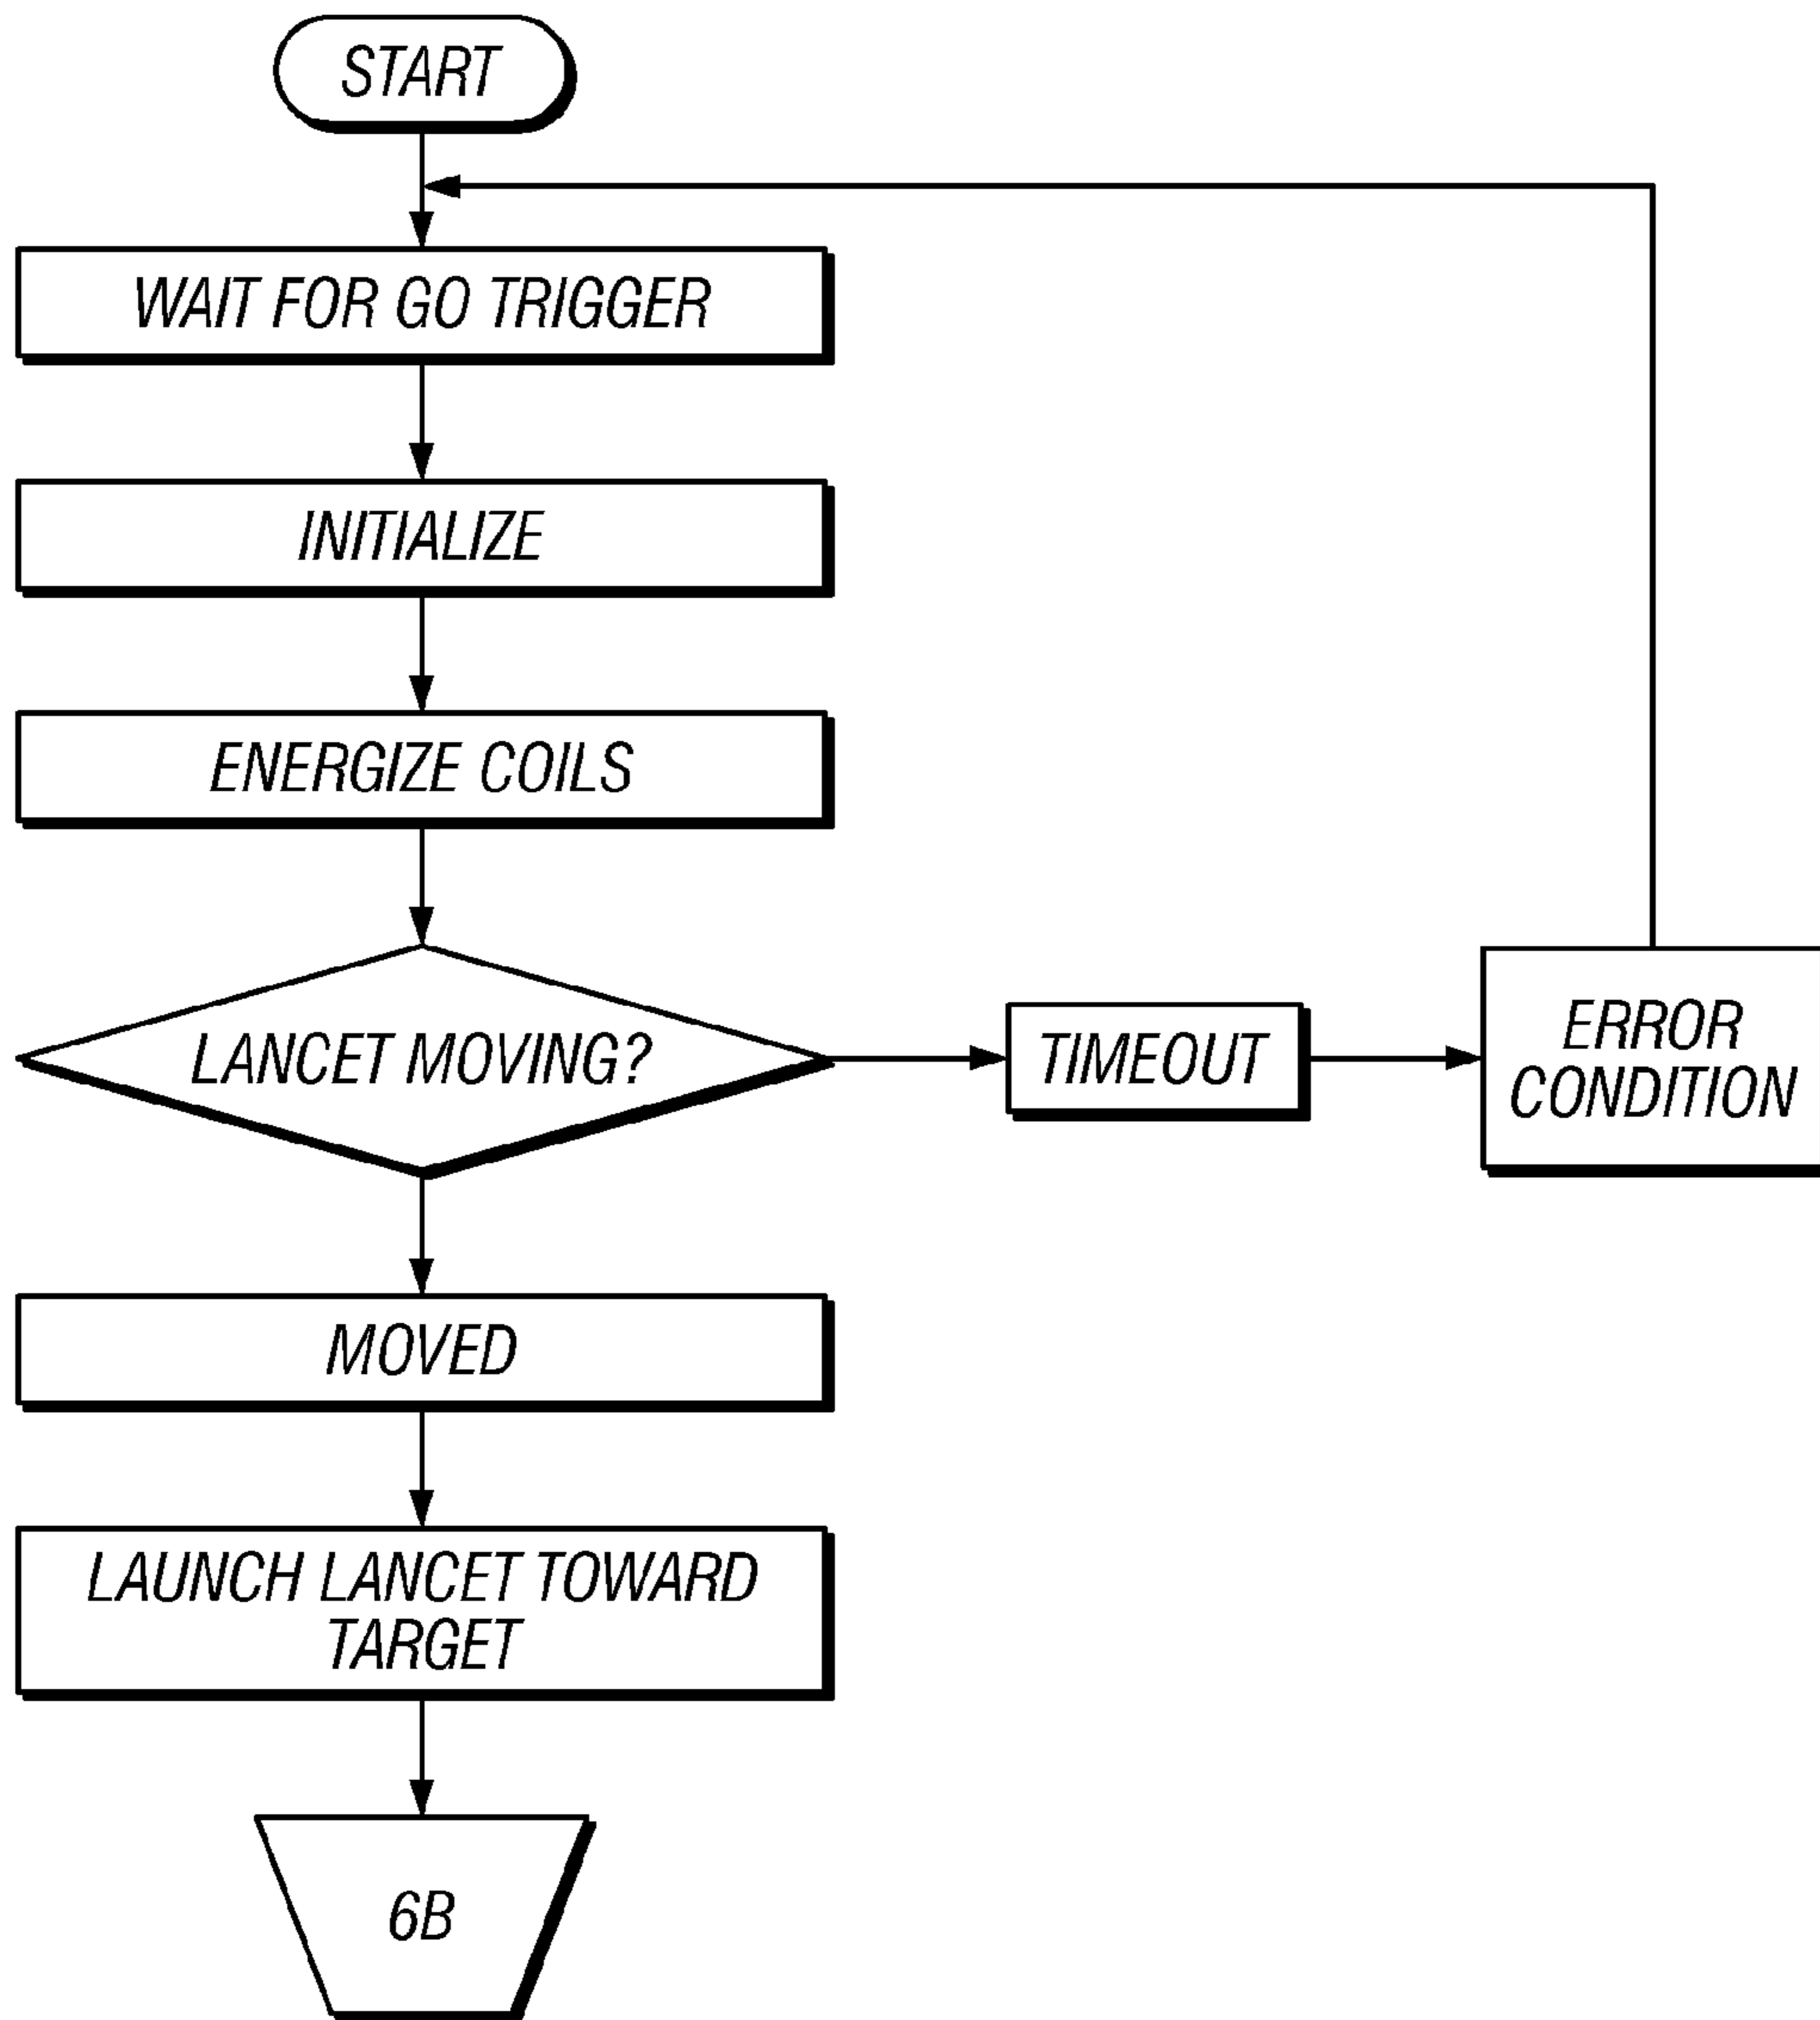 START
WAIT FOR GO TRIGGER
INITIALIZE
ENERGIZE COILS
LANCET MOVING?
TIMEOUT
ERROR
CONDITION
MOVED
LAUNCH LANCET TOWARD
TARGET
6B